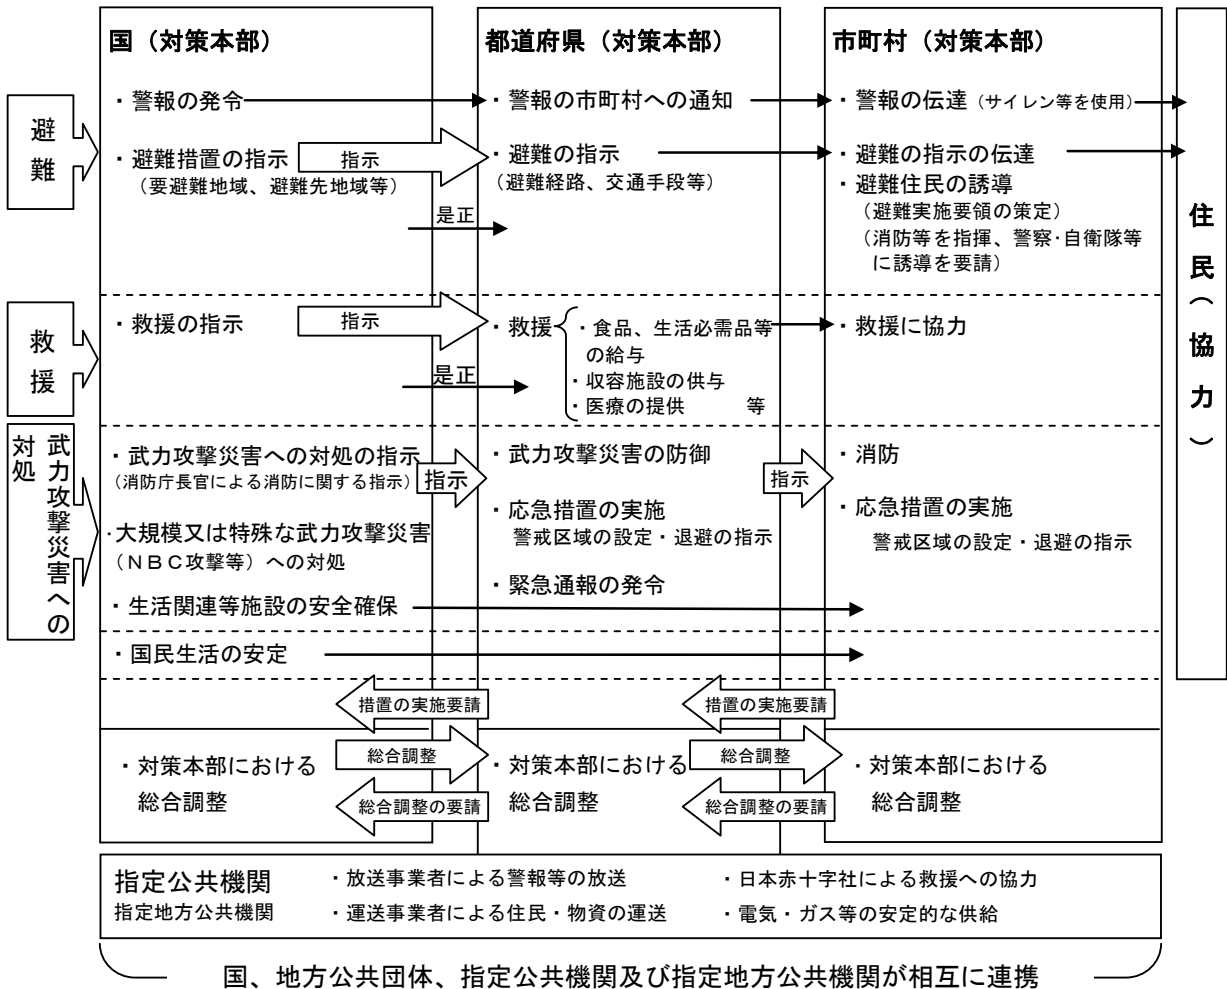 国（対策本部）
都道府県（対策本部）
市町村（対策本部）
避難
・警報の発令
・警報の市町村への通知
・警報の伝達（サイレン等を使用）
・避難措置の指示
（要避難地域、避難先地域等）
指示
・避難の指示
（避難経路、交通手段等）
・避難の指示の伝達
・避難住民の誘導
（避難実施要領の策定）
（消防等を指揮、警察・自衛隊等
に誘導を要請）
是正
住民（協力）
救援
・救援の指示
指示
・救援
・食品、生活必需品等
の給与
・収容施設の供与
・医療の提供　等
・救援に協力
是正
武力攻撃災害への
対処
・武力攻撃災害への対処の指示
（消防庁長官による消防に関する指示）
指示
・武力攻撃災害の防御
指示
・消防
・大規模又は特殊な武力攻撃災害
（ＮＢＣ攻撃等）への対処
・応急措置の実施
警戒区域の設定・退避の指示
・応急措置の実施
警戒区域の設定・退避の指示
・緊急通報の発令
・生活関連等施設の安全確保
・国民生活の安定
措置の実施要請
措置の実施要請
・対策本部における
総合調整
総合調整
総合調整の要請
・対策本部における
総合調整
総合調整
総合調整の要請
・対策本部における
総合調整
指定公共機関
指定地方公共機関
・放送事業者による警報等の放送
・日本赤十字社による救援への協力
・運送事業者による住民・物資の運送
・電気・ガス等の安定的な供給
国、地方公共団体、指定公共機関及び指定地方公共機関が相互に連携